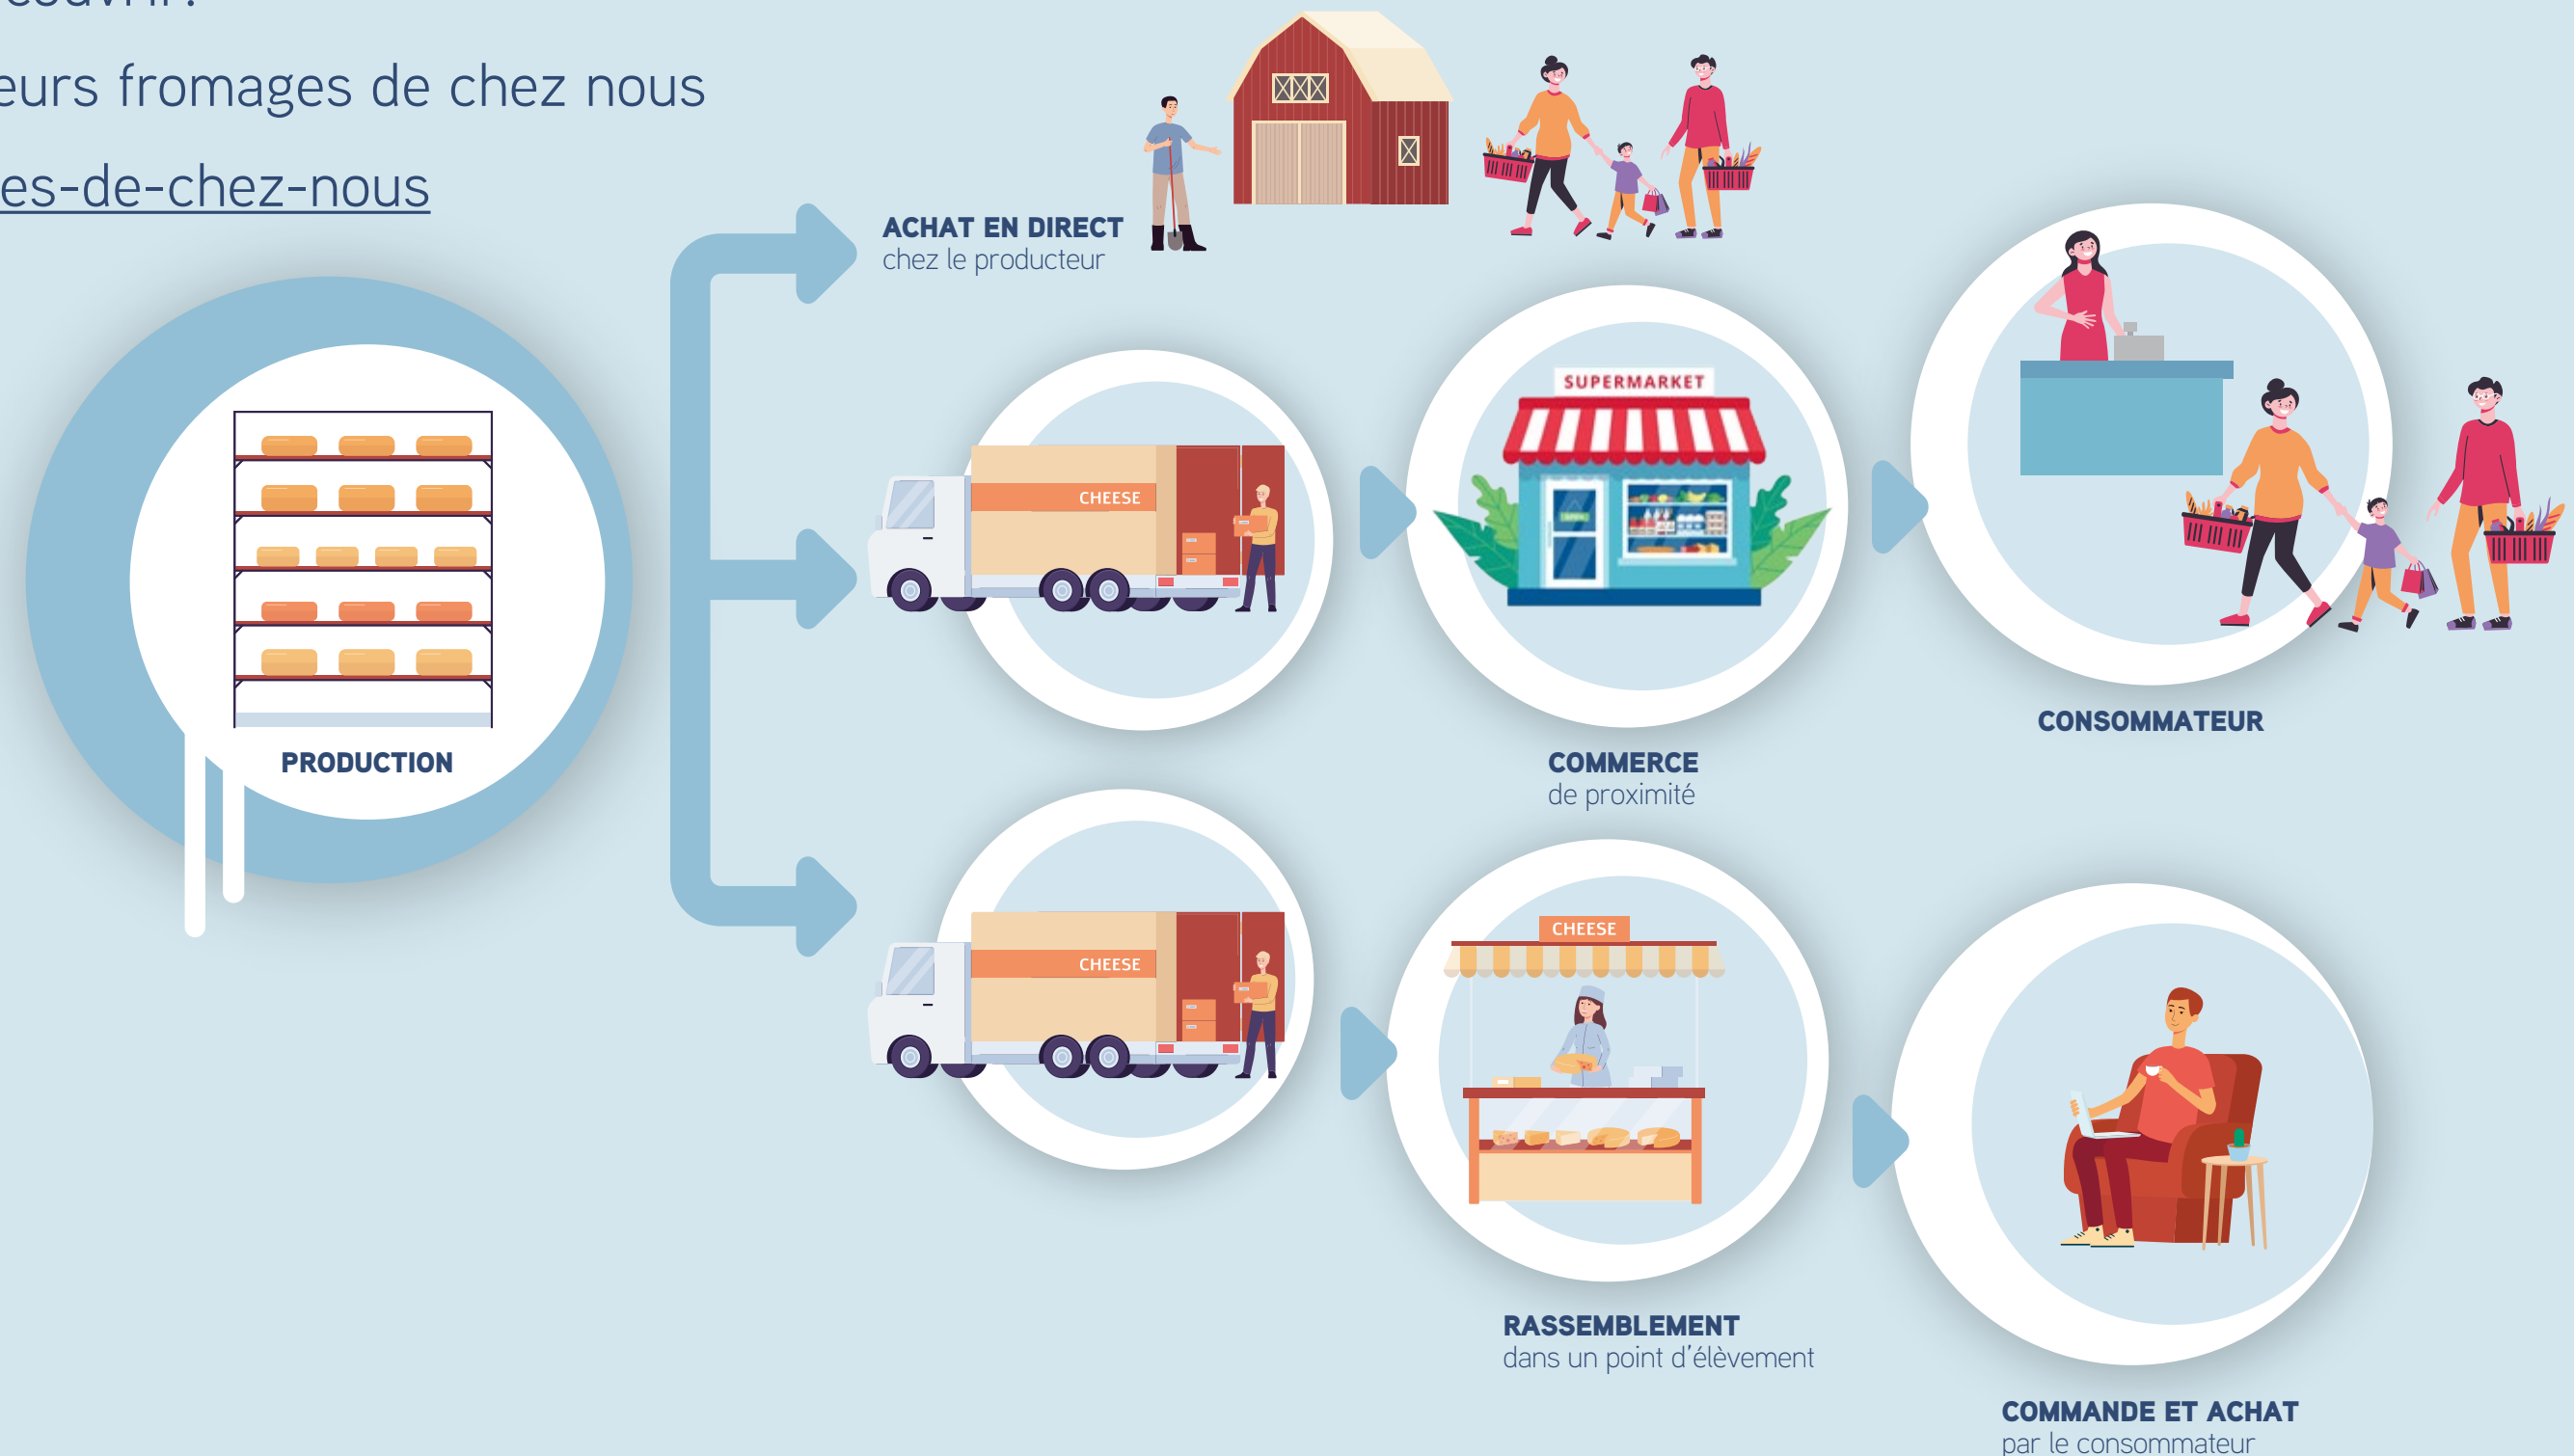 eurs fromages de chez nous
es-de-chez-nous
ACHAT EN DIRECT
chez le producteur
SUPERMARKET
CHEESE
PRODUCTION
COMMERCE
de proximité
CONSOMMATEUR
CHEESE
CHEESE
RASSEMBLEMENT
dans un point d'élèvement
COMMANDE ET ACHAT
par le consommateur